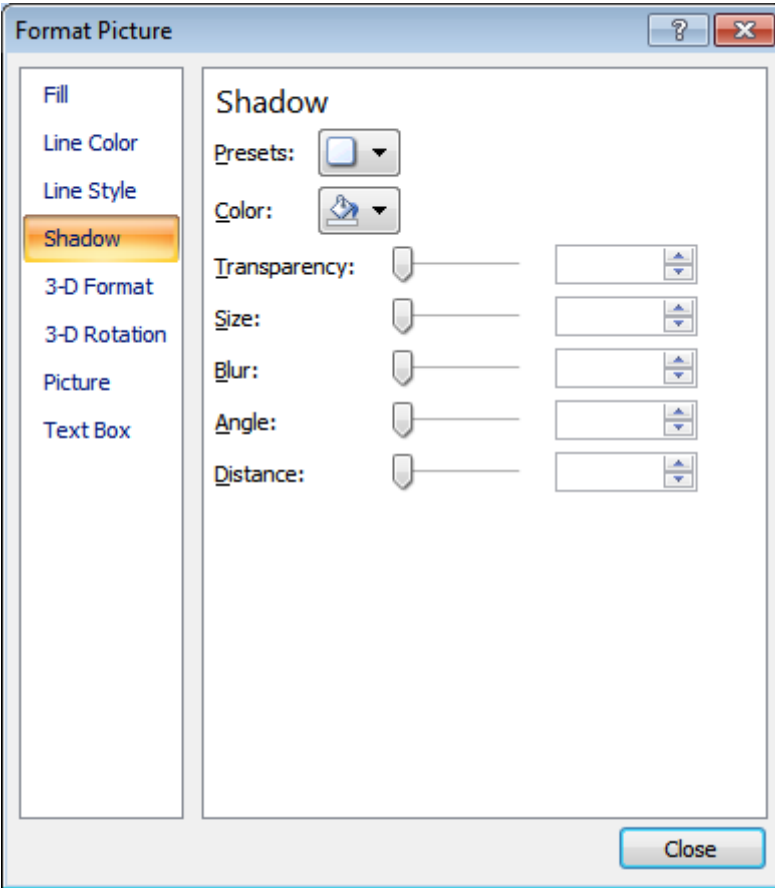 Format Picture
Fill
Line Color
Line Style
Shadow
3-D Format
3-D Rotation
Picture
Text Box
Shadow
Presets:
Color:
Transparency:
Size:
Blur:
Angle:
Distance:
Close